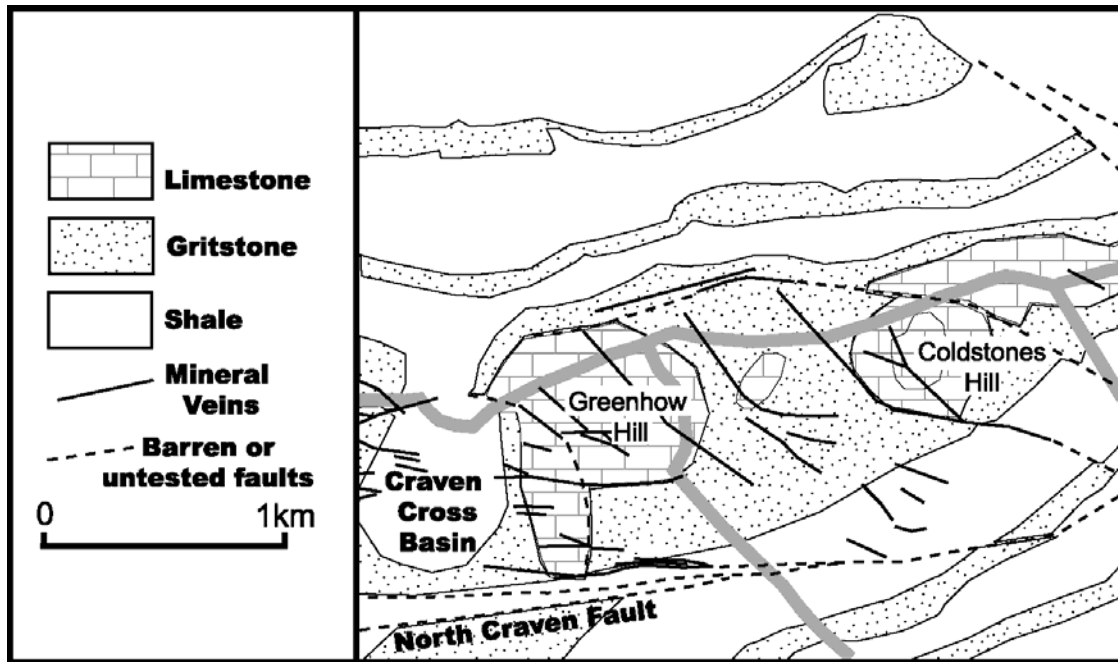 Limestone
Gritstone
Shale
Mineral
Veins
Barren or
untested faults
0 1km
Coldstones
Hill
Greenhow
Hill
Craven
Cross
Basin
North Craven Fault